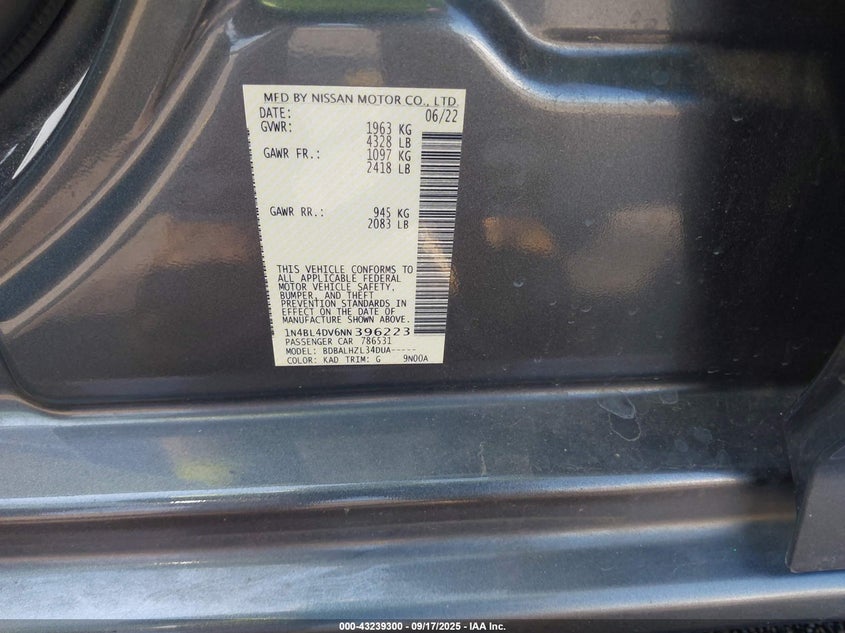 MFD BY NISSAN MOTOR CO., LTD.
DATE: 06/22
GVWR: 1963 KG
4328 LB
GAWR FR.: 1097 KG
2418 LB
GAWR RR.: 945 KG
2083 LB
THIS VEHICLE CONFORMS TO
ALL APPLICABLE FEDERAL
MOTOR VEHICLE SAFETY,
BUMPER, AND THEFT
PREVENTION STANDARDS IN
EFFECT ON THE DATE OF
MANUFACTURE SHOWN ABOVE.
1N4BL4DV6NN396223
PASSENGER CAR 786531
MODEL: BDBALHZL34DUA-----
COLOR: KAD TRIM: G 9N00A
000-43239300 - 09/17/2025 - IAA Inc.